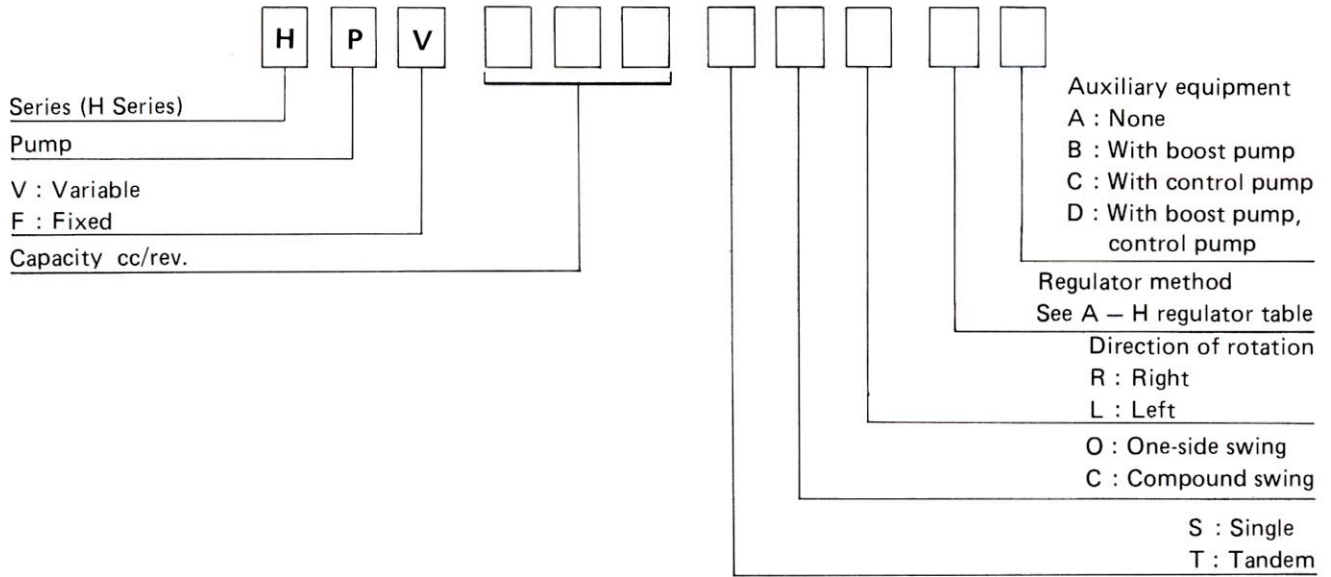 H P V
Series (H Series)
Pump
V : Variable
F : Fixed
Capacity cc/rev.
Auxiliary equipment
A : None
B : With boost pump
C : With control pump
D : With boost pump,
control pump
Regulator method
See A – H regulator table
Direction of rotation
R : Right
L : Left
O : One-side swing
C : Compound swing
S : Single
T : Tandem